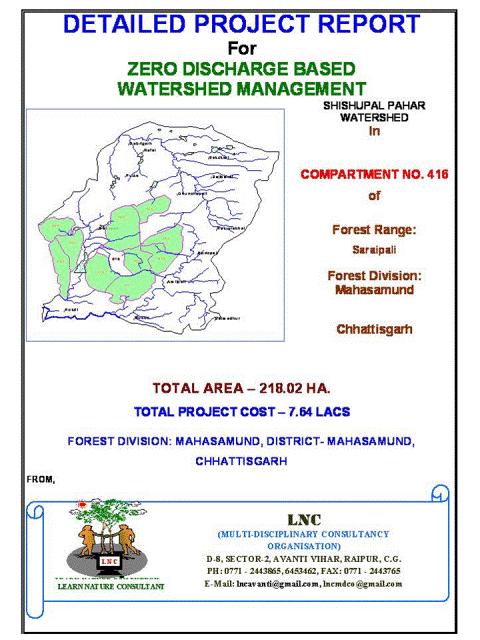 DETAILED PROJECT REPORT
For
ZERO DISCHARGE BASED
WATERSHED MANAGEMENT
SHISHUPAL PAHAR
WATERSHED
In
COMPARTMENT NO. 416
of
Forest Range:
Saraipali
Forest Division:
Mahasamund
Chhattisgarh
TOTAL AREA – 218.02 HA.
TOTAL PROJECT COST – 7.64 LACS
FOREST DIVISION: MAHASAMUND, DISTRICT- MAHASAMUND,
CHHATTISGARH
FROM,
LNC
(MULTI-DISCIPLINARY CONSULTANCY
ORGANISATION)
D-8, SECTOR-2, AVANTI VIHAR, RAIPUR, C.G.
PH: 0771 - 2443865, 6453462, FAX: 0771 - 2443765
E-Mail: lncavanti@gmail.com, lncmdco@gmail.com
LNC
LEARN NATURE CONSULTANT